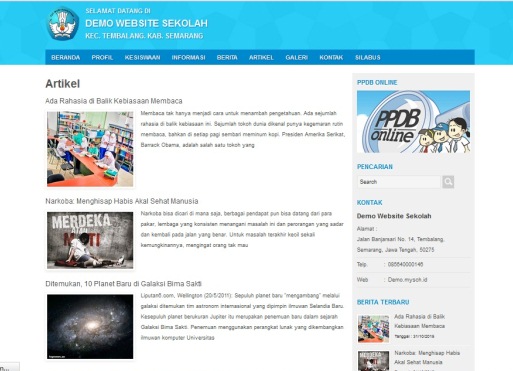 SELAMAT DATANG DI
DEMO WEBSITE SEKOLAH
KEC. TEMBALANG. KAB. SEMARANG
BERANDA PROFIL KESISWAAN INFORMASI BERITA ARTIKEL GALERI KONTAK SILABUS
Artikel
Ada Rahasia di Balik Kebiasaan Membaca
Membaca tak hanya menjadi cara untuk menambah pengetahuan. Ada sejumlah
rahasia di balik kebiasaan ini. Sejumlah tokoh dunia dikenal punya kegemaran rutin
membaca, bahkan di setiap pagi sembari meminum kopi. Presiden Amerika Serikat,
Barrack Obama, adalah salah satu tokoh yang
Narkoba: Menghisap Habis Akal Sehat Manusia
MERDEKA
ATAU
MATI
Narkoba bisa dicari di mana saja, berbagai pendapat pun bisa datang dari para
pakar, lembaga yang konsisten menangani masalah ini dan perorangan yang sadar
dan kembali pada jalan yang benar. Untuk masalah terakhir kecil sekali
kemungkinannya, mengingat orang tak mau
Ditemukan, 10 Planet Baru di Galaksi Bima Sakti
Liputan6.com, Wellington (20/5/2011): Sepuluh planet baru "mengambang" melalui
galaksi ditemukan tim astronom internasional yang dipimpin ilmuwan Selandia Baru.
Kesepuluh planet berukuran Jupiter itu merupakan penemuan baru dalam sejarah
Galaksi Bima Sakti. Penemuan menggunakan perangkat lunak yang dikembangkan
ilmuwan komputer Universitas
PPDB ONLINE
PPDB
online
PENCARIAN
Search
KONTAK
Demo Website Sekolah
Alamat :
Jalan Banjarsari No. 14, Tembalang,
Semarang, Jawa Tengah, 50275
Telp. : 085640000146
Web : Demo.mysch.id
BERITA TERBARU
Ada Rahasia di Balik
Kebiasaan Membaca
Tanggal : 31/10/2015
Narkoba: Menghisap Habis
Akal Sehat Manusia